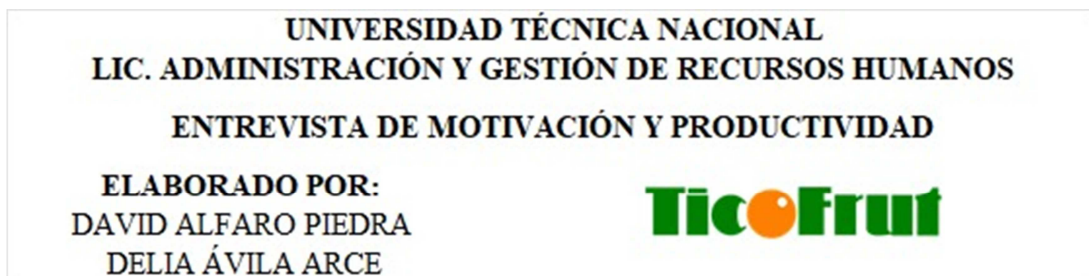 UNIVERSIDAD TÉCNICA NACIONAL
LIC. ADMINISTRACIÓN Y GESTIÓN DE RECURSOS HUMANOS
ENTREVISTA DE MOTIVACIÓN Y PRODUCTIVIDAD
ELABORADO POR:
DAVID ALFARO PIEDRA
DELIA ÁVILA ARCE
TicoFrut